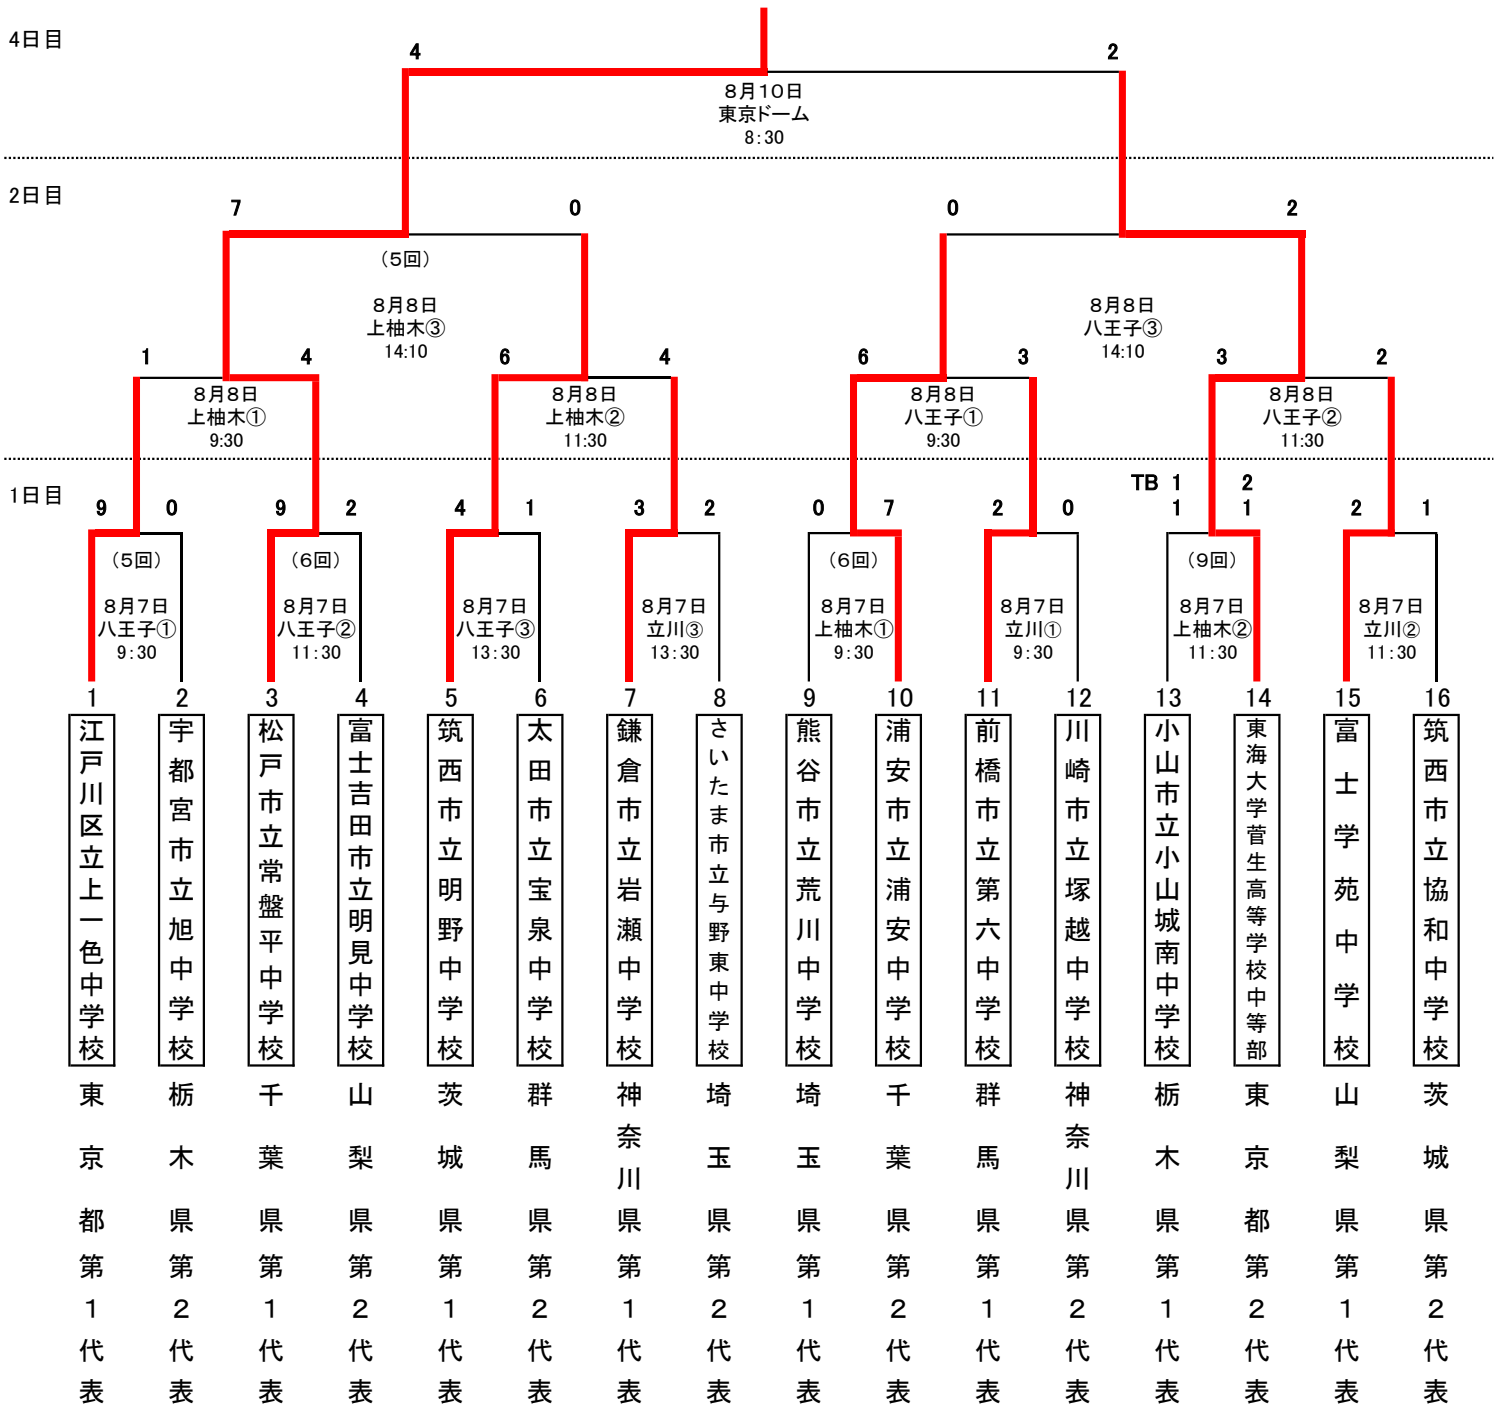 4日目
4
2
8月10日
東京ドーム
8:30
2日目
7
0
0
2
（5回）
8月8日
上柚木③
14:10
8月8日
八王子③
14:10
1
4
6
4
6
3
3
2
8月8日
上柚木①
9:30
8月8日
上柚木②
11:30
8月8日
八王子①
9:30
8月8日
八王子②
11:30
1日目
TB 1
2
9
0
9
2
4
1
3
2
0
7
2
0
1
1
2
1
（5回）
（6回）
（6回）
（9回）
8月7日
八王子①
9:30
8月7日
八王子②
11:30
8月7日
八王子③
13:30
8月7日
立川③
13:30
8月7日
上柚木①
9:30
8月7日
立川①
9:30
8月7日
上柚木②
11:30
8月7日
立川②
11:30
1
2
3
4
5
6
7
8
9
10
11
12
13
14
15
16
江戸川区立上一色中学校
宇都宮市立旭中学校
松戸市立常盤平中学校
富士吉田市立明見中学校
筑西市立明野中学校
太田市立宝泉中学校
鎌倉市立岩瀬中学校
さいたま市立与野東中学校
熊谷市立荒川中学校
浦安市立浦安中学校
前橋市立第六中学校
川崎市立塚越中学校
小山市立小山城南中学校
東海大学菅生高等学校中等部
富士学苑中学校
筑西市立協和中学校
東京都第1代表
栃木県第2代表
千葉県第1代表
山梨県第2代表
茨城県第1代表
群馬県第2代表
神奈川県第1代表
埼玉県第2代表
埼玉県第1代表
千葉県第2代表
群馬県第1代表
神奈川県第2代表
栃木県第1代表
東京都第2代表
山梨県第1代表
茨城県第2代表